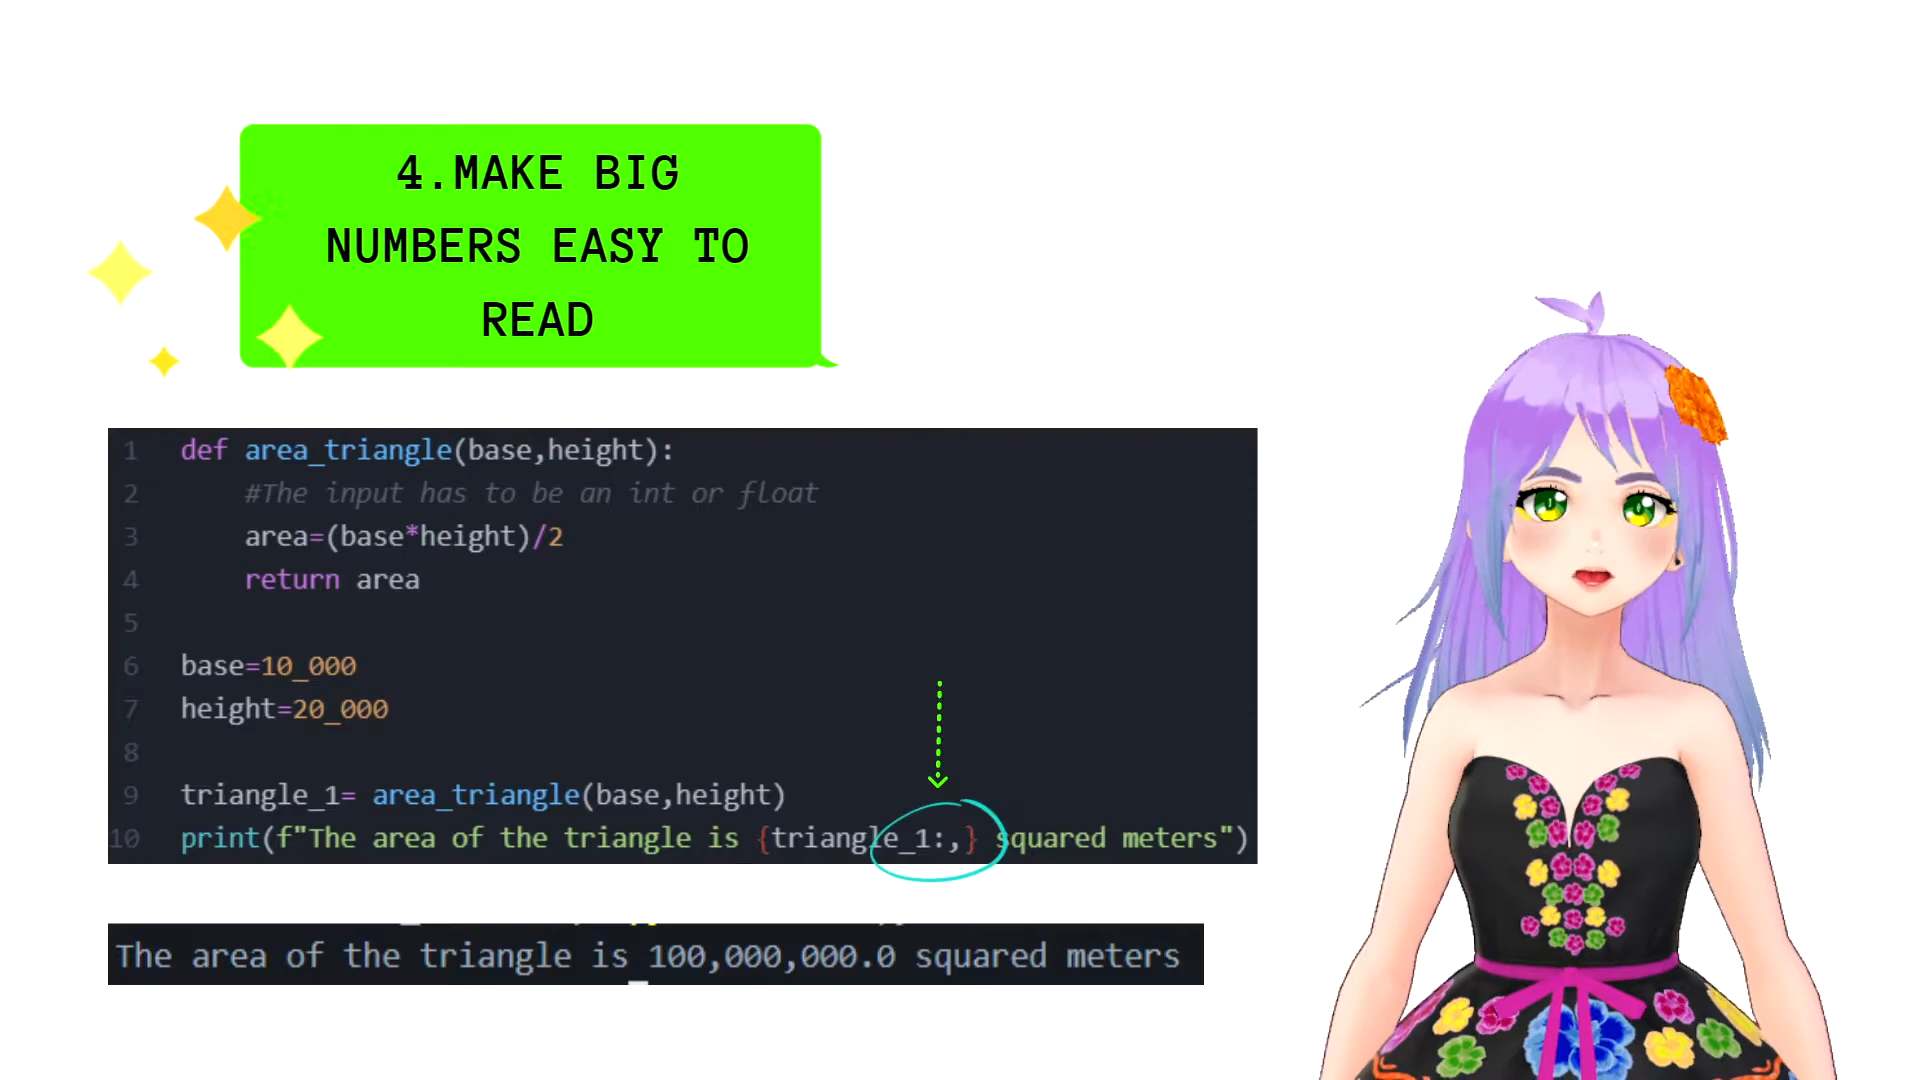 4.MAKE BIG
NUMBERS EASY TO
READ
1 def area_triangle(base,height):
2     #The input has to be an int or float
3     area=(base*height)/2
4     return area
5
6 base=10_000
7 height=20_000
8
9 triangle_1= area_triangle(base,height)
10 print(f"The area of the triangle is {triangle_1:,} squared meters")
The area of the triangle is 100,000,000.0 squared meters